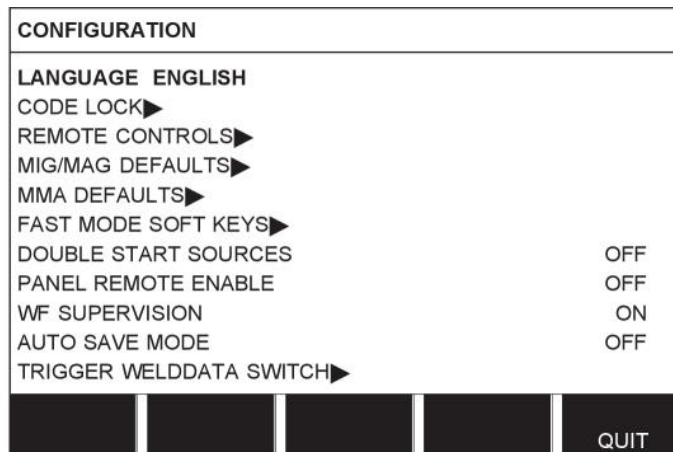 CONFIGURATION
LANGUAGE ENGLISH
CODE LOCK▶
REMOTE CONTROLS▶
MIG/MAG DEFAULTS▶
MMA DEFAULTS▶
FAST MODE SOFT KEYS▶
DOUBLE START SOURCES OFF
PANEL REMOTE ENABLE OFF
WF SUPERVISION ON
AUTO SAVE MODE OFF
TRIGGER WELDDATA SWITCH▶
QUIT